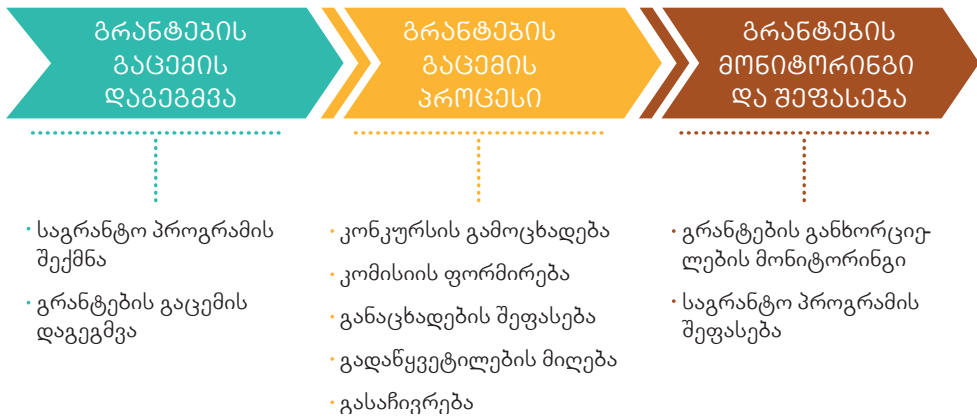 გრანტების
გაცემის
დაგეგმვა
გრანტების
გაცემის
პროცესი
გრანტების
მონიტორინგი
და შეფასება
· საგრანტო პროგრამის
შექმნა
· გრანტების გაცემის
დაგეგმვა
· კონკურსის გამოცხადება
· კომისიის ფორმირება
· განაცხადების შეფასება
· გადაწყვეტილების მიღება
· გასაჩივრება
· გრანტების განხორციე-
ლების მონიტორინგი
· საგრანტო პროგრამის
შეფასება